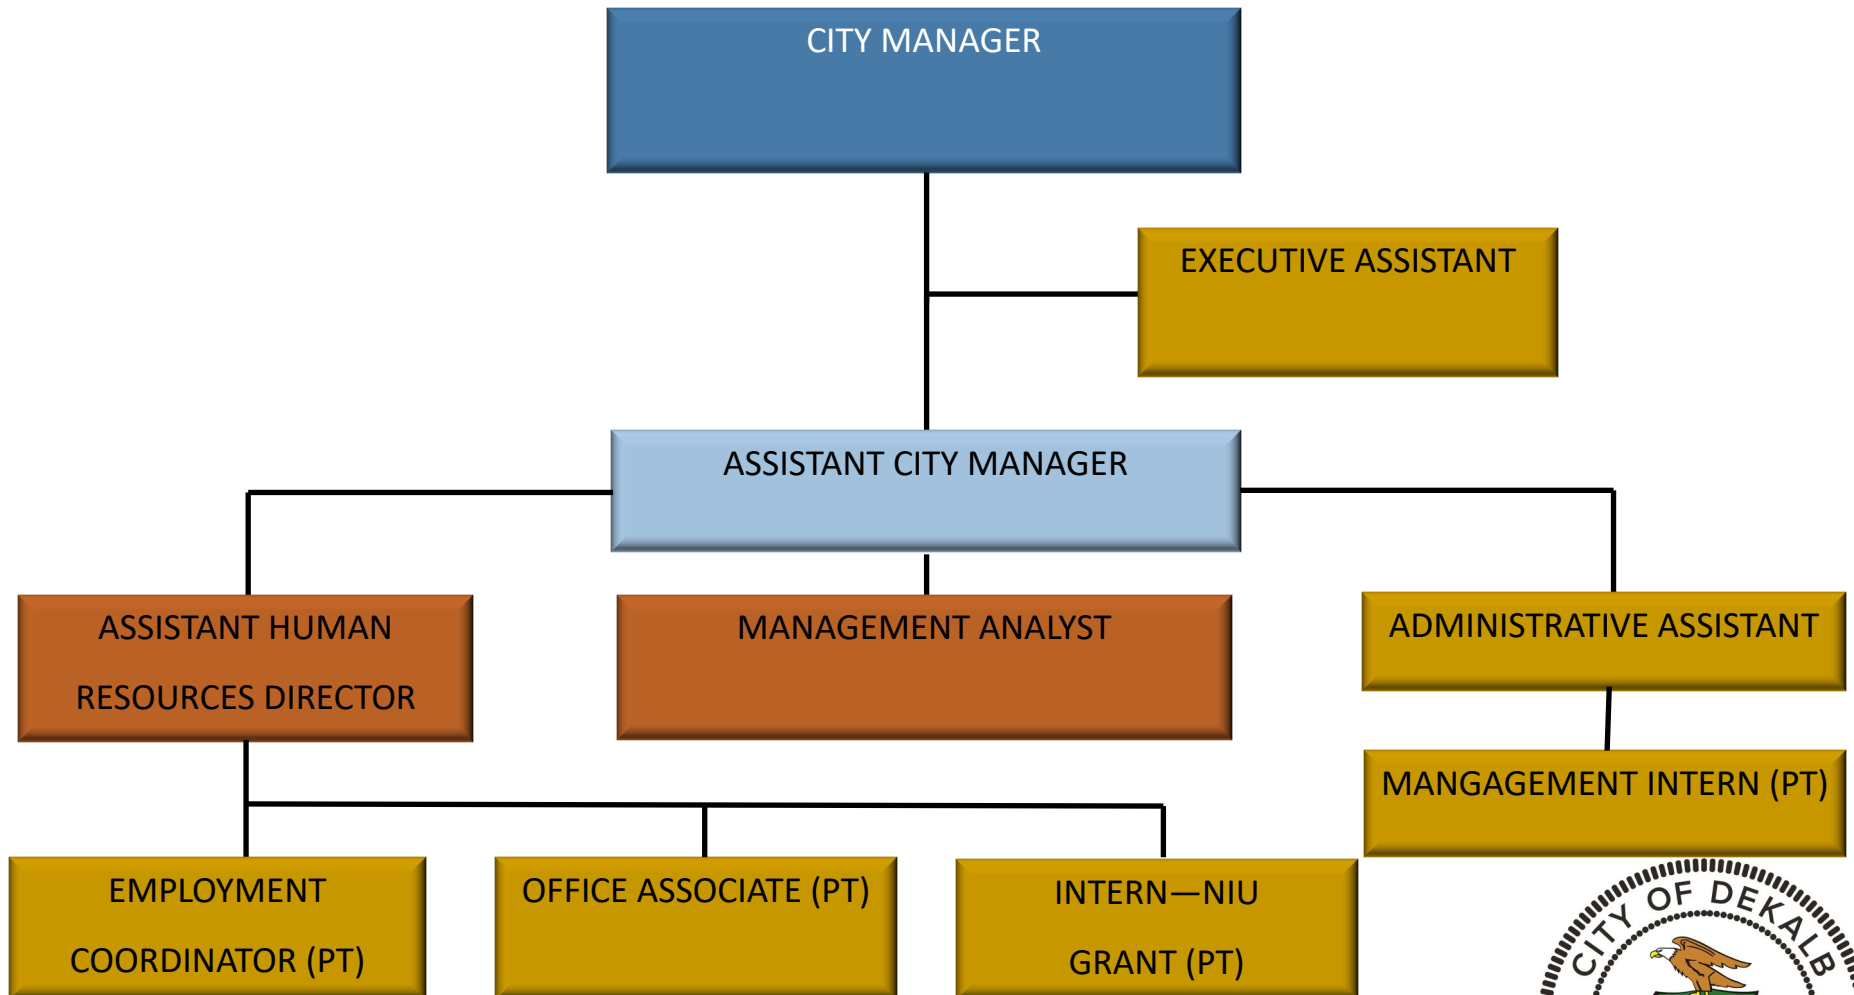 CITY MANAGER
EXECUTIVE ASSISTANT
ASSISTANT CITY MANAGER
ASSISTANT HUMAN
RESOURCES DIRECTOR
MANAGEMENT ANALYST
ADMINISTRATIVE ASSISTANT
MANGAGEMENT INTERN (PT)
EMPLOYMENT
COORDINATOR (PT)
OFFICE ASSOCIATE (PT)
INTERN—NIU
GRANT (PT)
CITY OF DEKALB